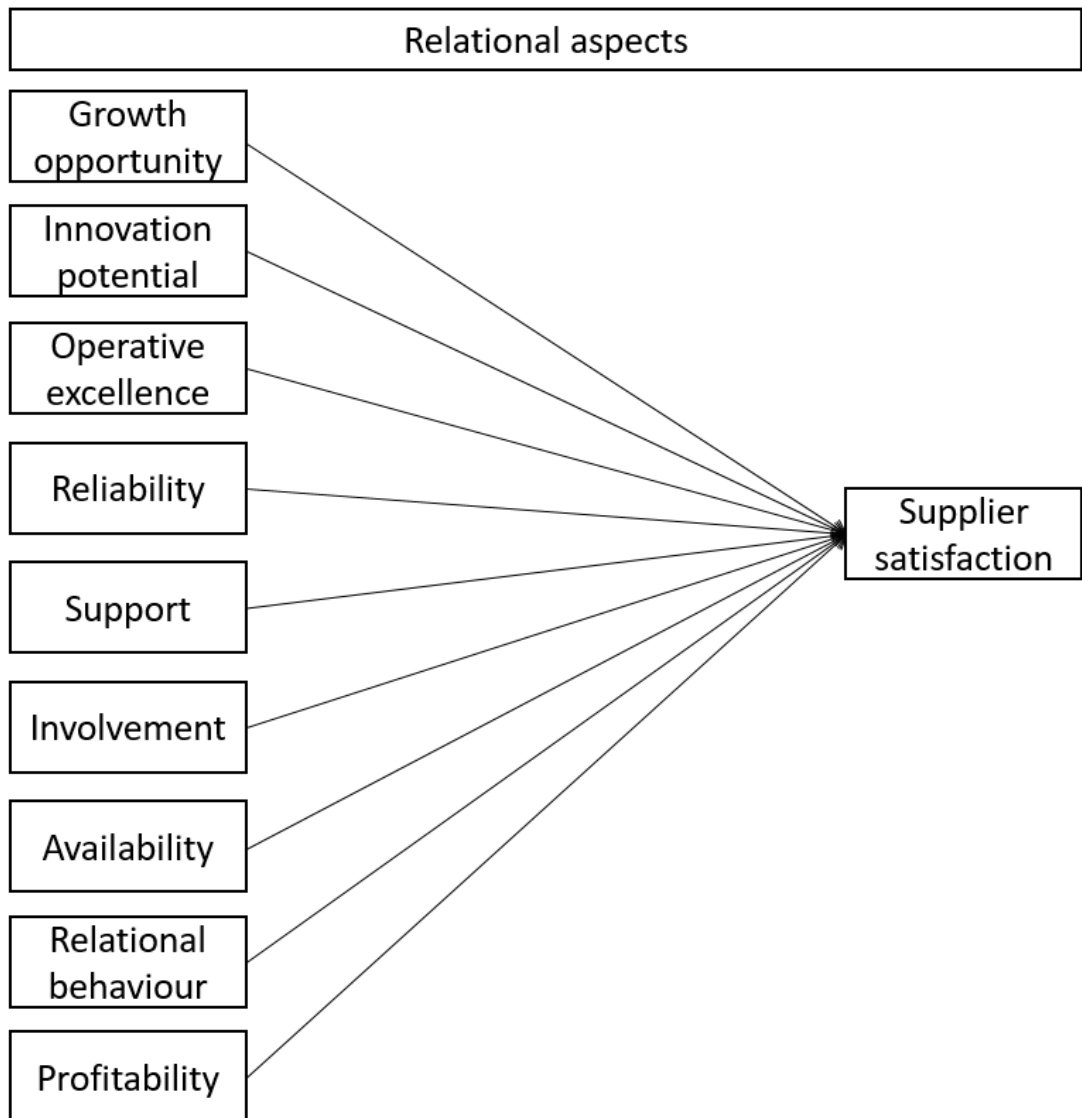 Relational aspects
Growth
opportunity
Innovation
potential
Operative
excellence
Reliability
Support
Involvement
Availability
Relational
behaviour
Profitability
Supplier
satisfaction